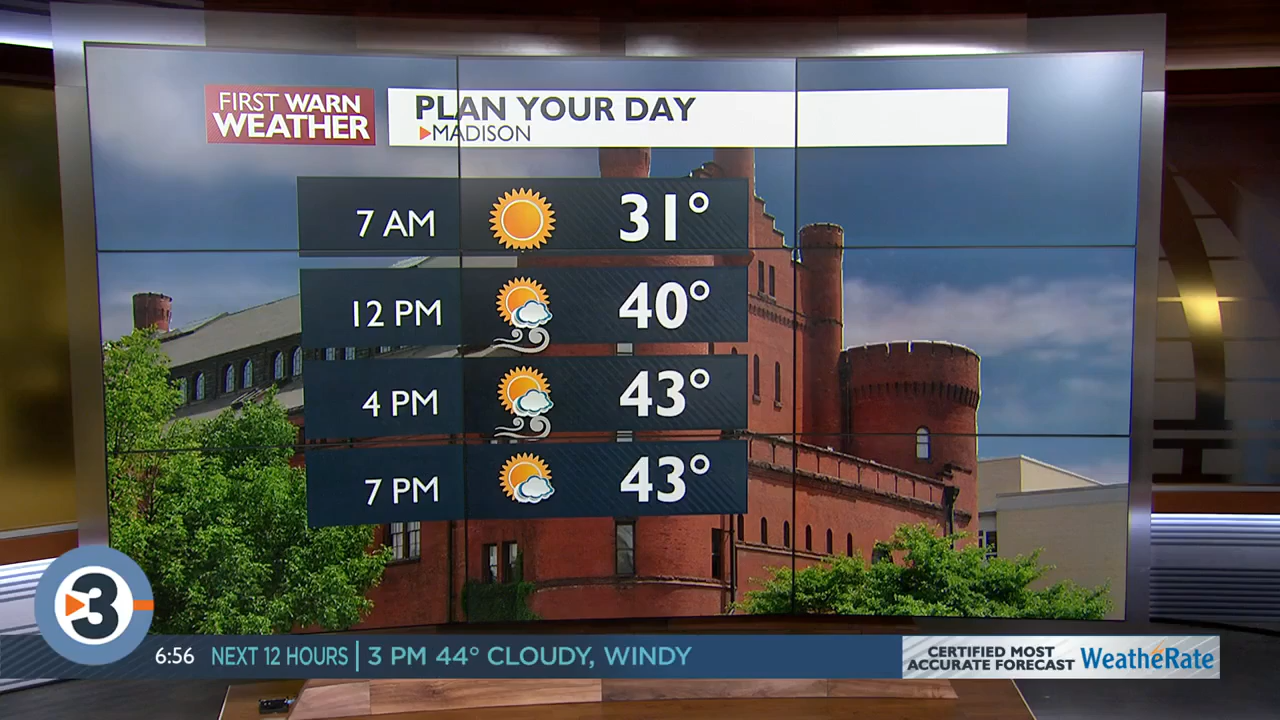 FIRST WARN
WEATHER
PLAN YOUR DAY
MADISON
7 AM 31°
12 PM 40°
4 PM 43°
7 PM 43°
3
6:56 NEXT 12 HOURS | 3 PM 44° CLOUDY, WINDY
CERTIFIED MOST
ACCURATE FORECAST WeatheRate